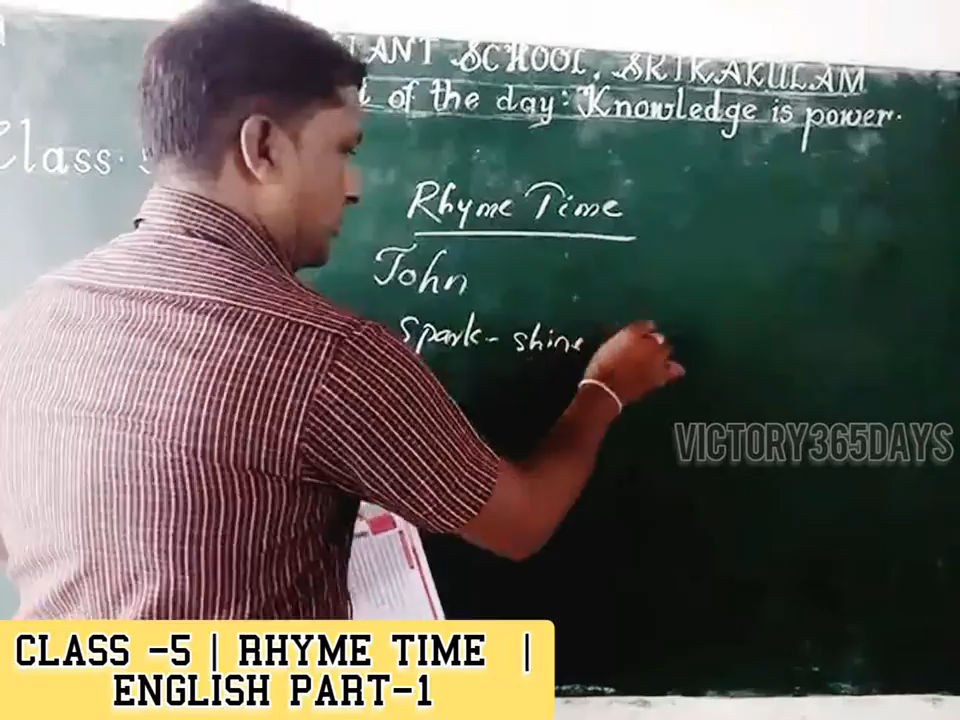 LANT SCHOOL, SRIKAKULAM
of the day: Knowledge is power.
Class
Rhyme Time
John
Spark - shine
VICTORY365DAYS
CLASS -5 | RHYME TIME |
ENGLISH PART-1